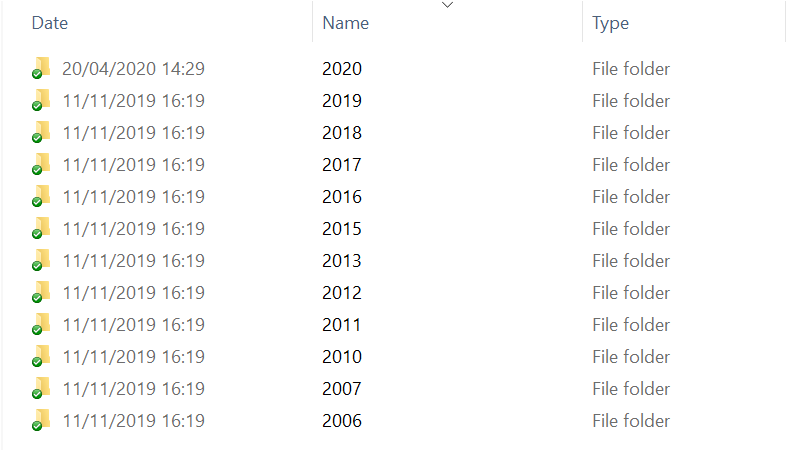 Date Name Type
20/04/2020 14:29 2020 File folder
11/11/2019 16:19 2019 File folder
11/11/2019 16:19 2018 File folder
11/11/2019 16:19 2017 File folder
11/11/2019 16:19 2016 File folder
11/11/2019 16:19 2015 File folder
11/11/2019 16:19 2013 File folder
11/11/2019 16:19 2012 File folder
11/11/2019 16:19 2011 File folder
11/11/2019 16:19 2010 File folder
11/11/2019 16:19 2007 File folder
11/11/2019 16:19 2006 File folder